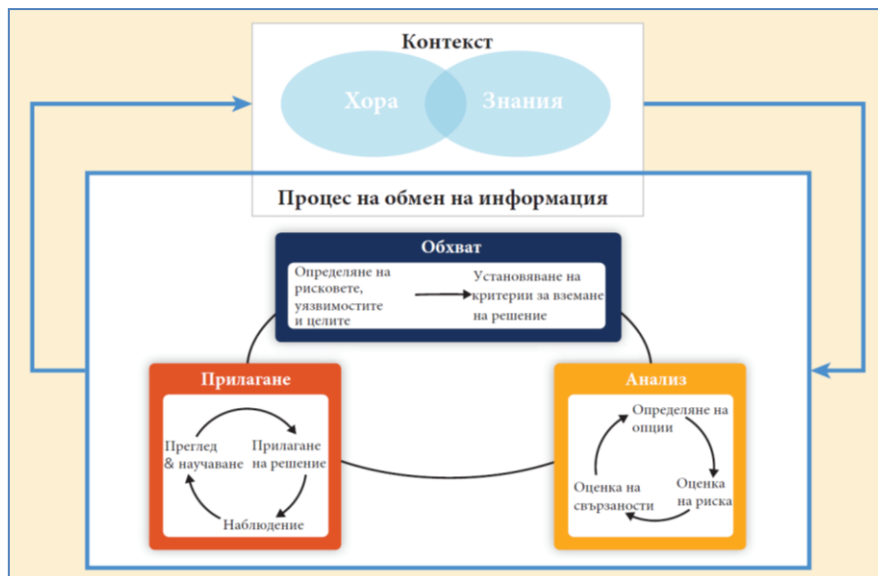 Контекст
Хора
Знания
Процес на обмен на информация
Обхват
Определяне на
рисковете,
уязвимостите
и целите
Установяване на
критерии за вземане
на решение
Прилагане
Преглед
& научаване
Прилагане
на решение
Наблюдение
Анализ
Определяне на
опции
Оценка
на риска
Оценка на
свързаности